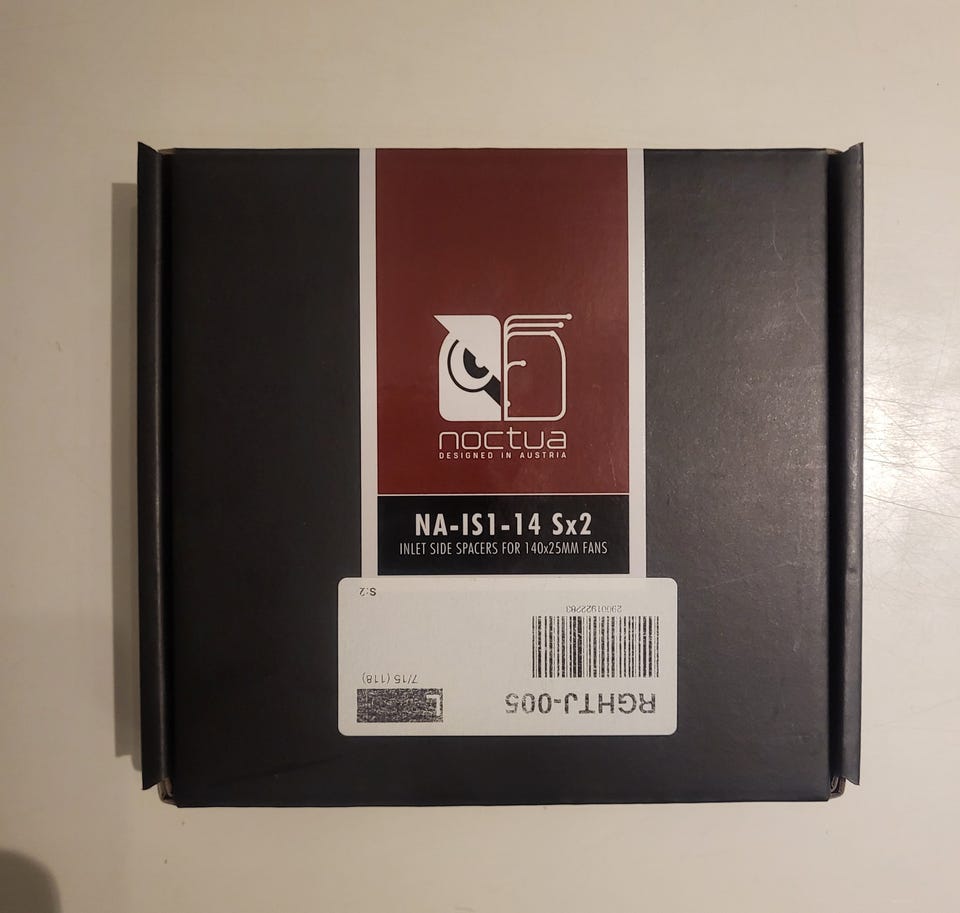 noctua
DESIGNED IN AUSTRIA
NA-IS1-14 Sx2
INLET SIDE SPACERS FOR 140x25MM FANS
RGHTJ-005
L
7/15 (118)
29001922283
S:2